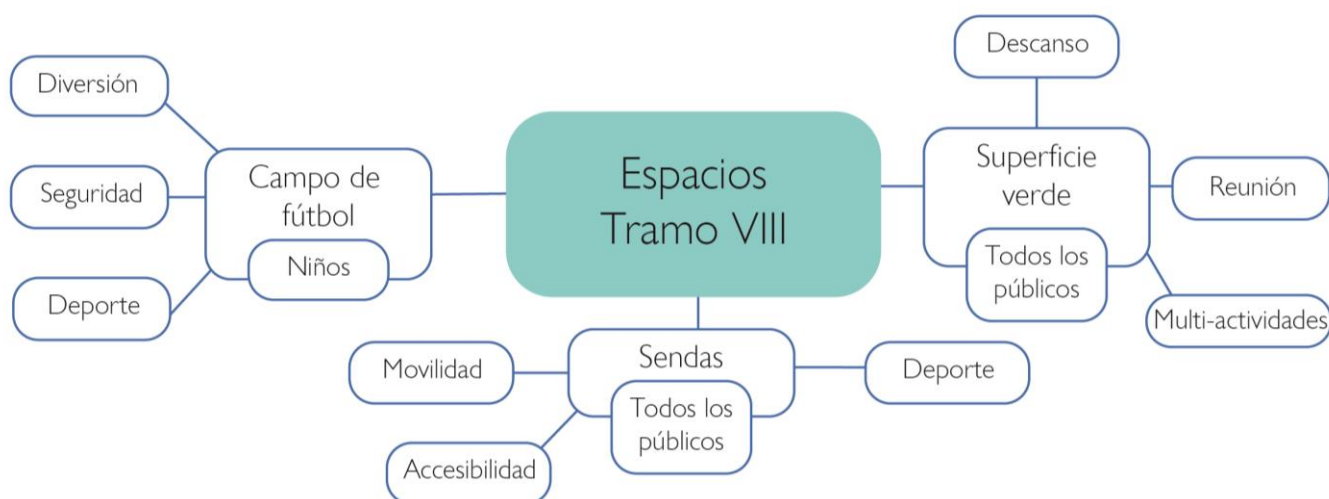 Espacios
Tramo VIII
Campo de
fútbol
Niños
Diversión
Seguridad
Deporte
Sendas
Todos los
públicos
Movilidad
Accesibilidad
Deporte
Superficie
verde
Todos los
públicos
Descanso
Reunión
Multi-actividades